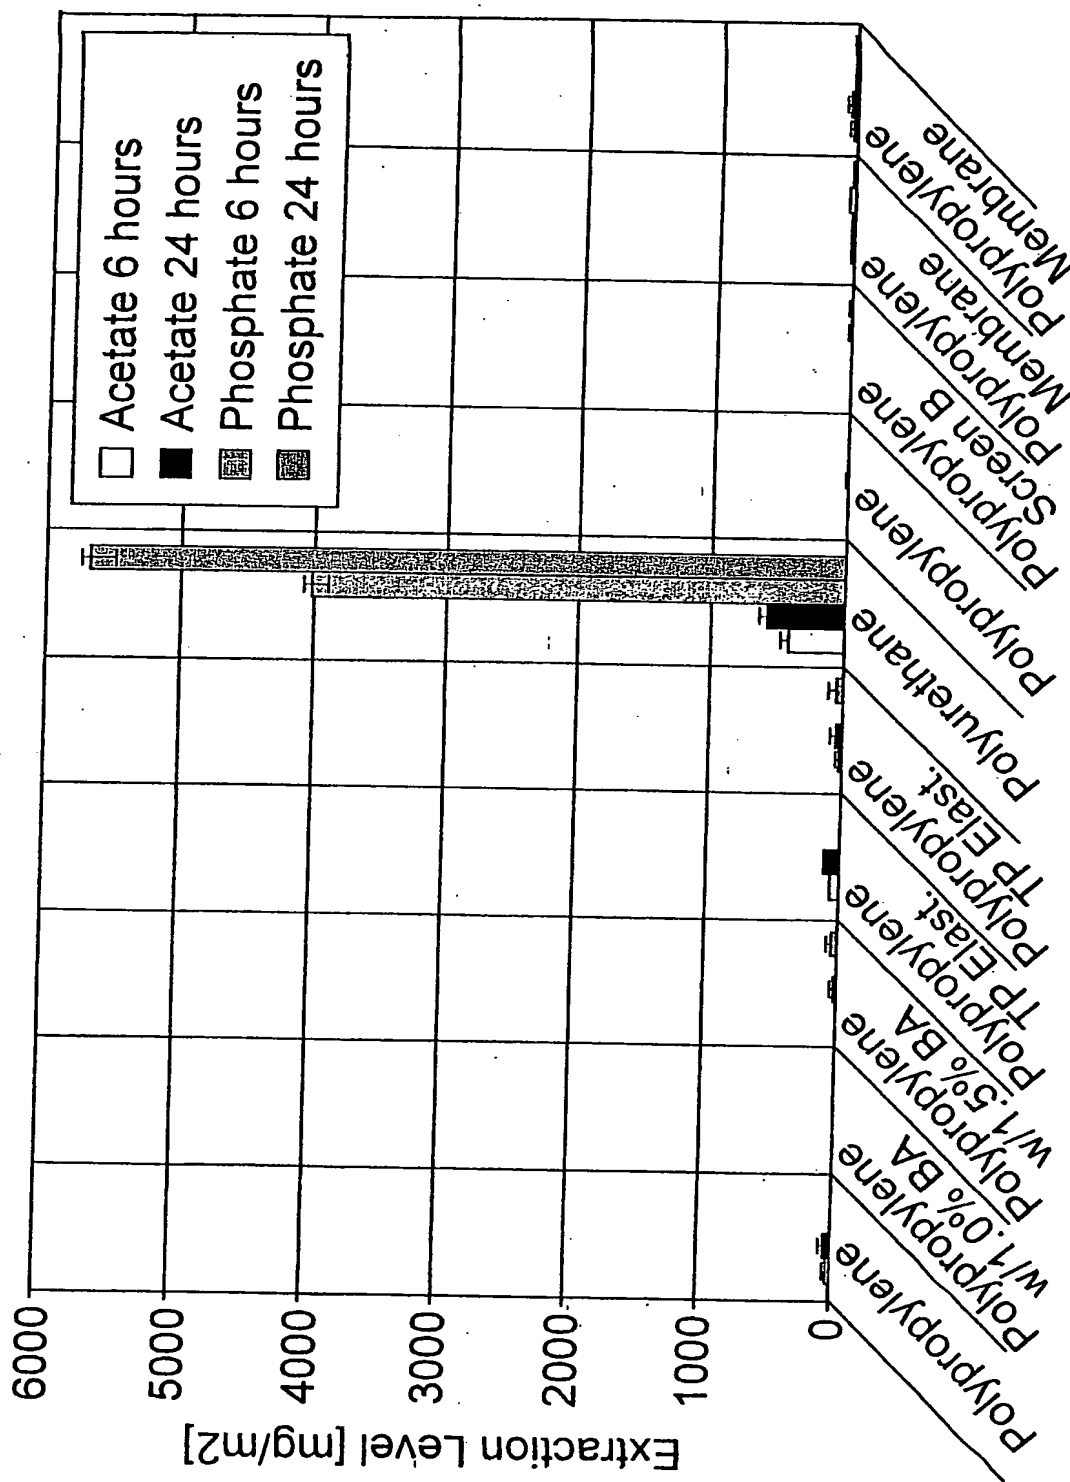 Extraction Level [mg/m2]
6000
5000
4000
3000
2000
1000
0
Acetate 6 hours
Acetate 24 hours
Phosphate 6 hours
Phosphate 24 hours
Polypropylene
Polypropylene
w/1.0% BA
Polypropylene
w/1.5% BA
Polypropylene
TP Elast.
Polypropylene
TP Elast.
Polyurethane
Polypropylene
Polypropylene
Screen B
Polypropylene
Membrane
Polypropylene
Membrane